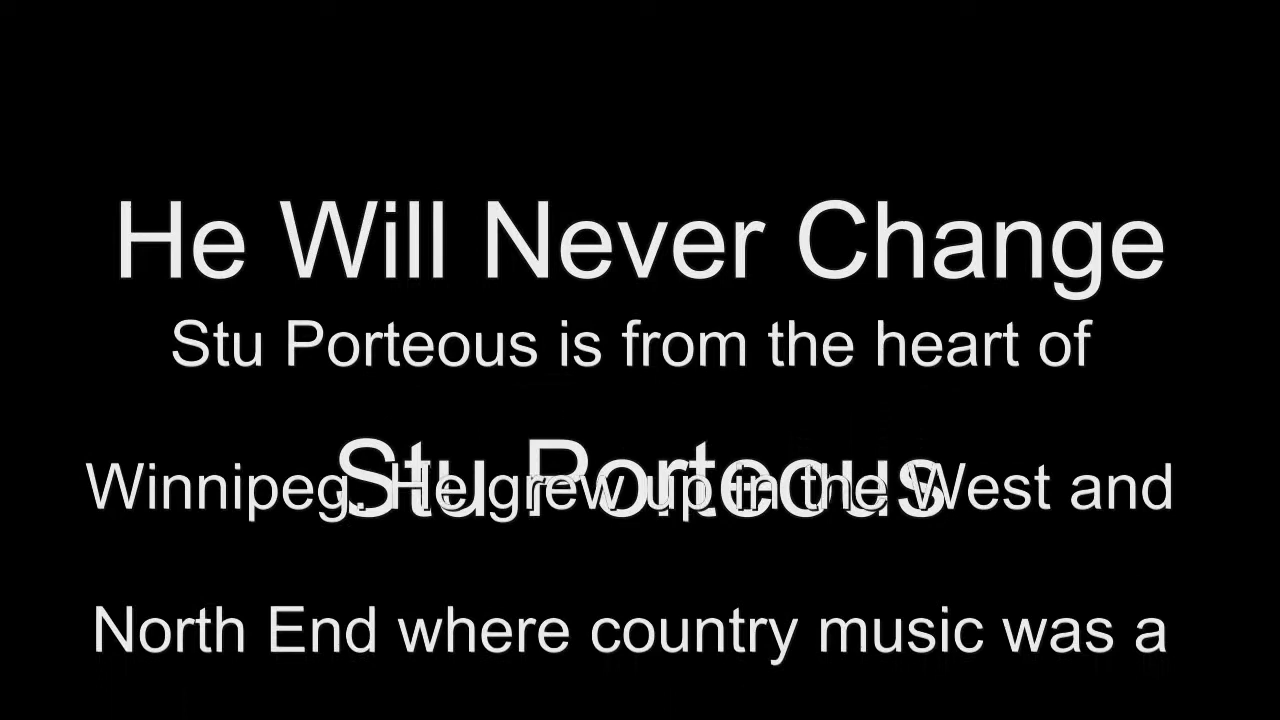 He Will Never Change
Stu Porteous is from the heart of
Stu Porteous
Winnipeg. He grew up in the West and
North End where country music was a